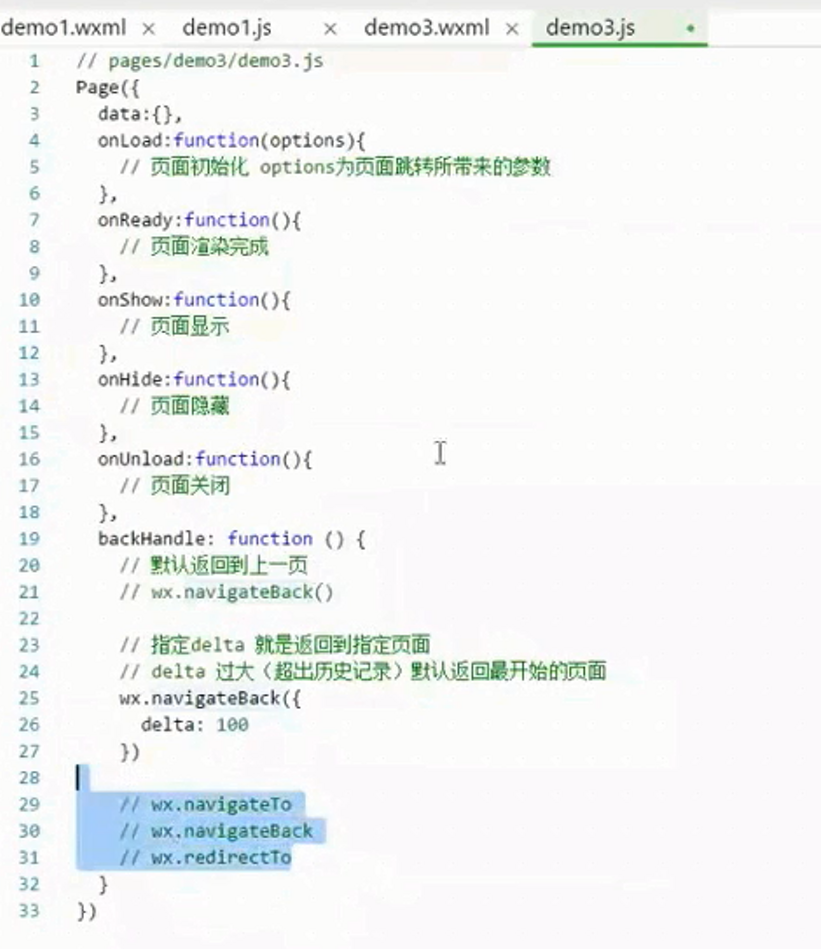 demo1.wxml × demo1.js × demo3.wxml × demo3.js
1 // pages/demo3/demo3.js
2 Page({
3   data:{},
4   onLoad:function(options){
5     // 页面初始化 options为页面跳转所带来的参数
6   },
7   onReady:function(){
8     // 页面渲染完成
9   },
10   onShow:function(){
11     // 页面显示
12   },
13   onHide:function(){
14     // 页面隐藏
15   },
16   onUnload:function(){
17     // 页面关闭
18   },
19   backHandle: function () {
20     // 默认返回到上一页
21     // wx.navigateBack()
22
23     // 指定delta 就是返回到指定页面
24     // delta 过大（超出历史记录）默认返回最开始的页面
25     wx.navigateBack({
26       delta: 100
27     })
28
29     // wx.navigateTo
30     // wx.navigateBack
31     // wx.redirectTo
32   }
33 })